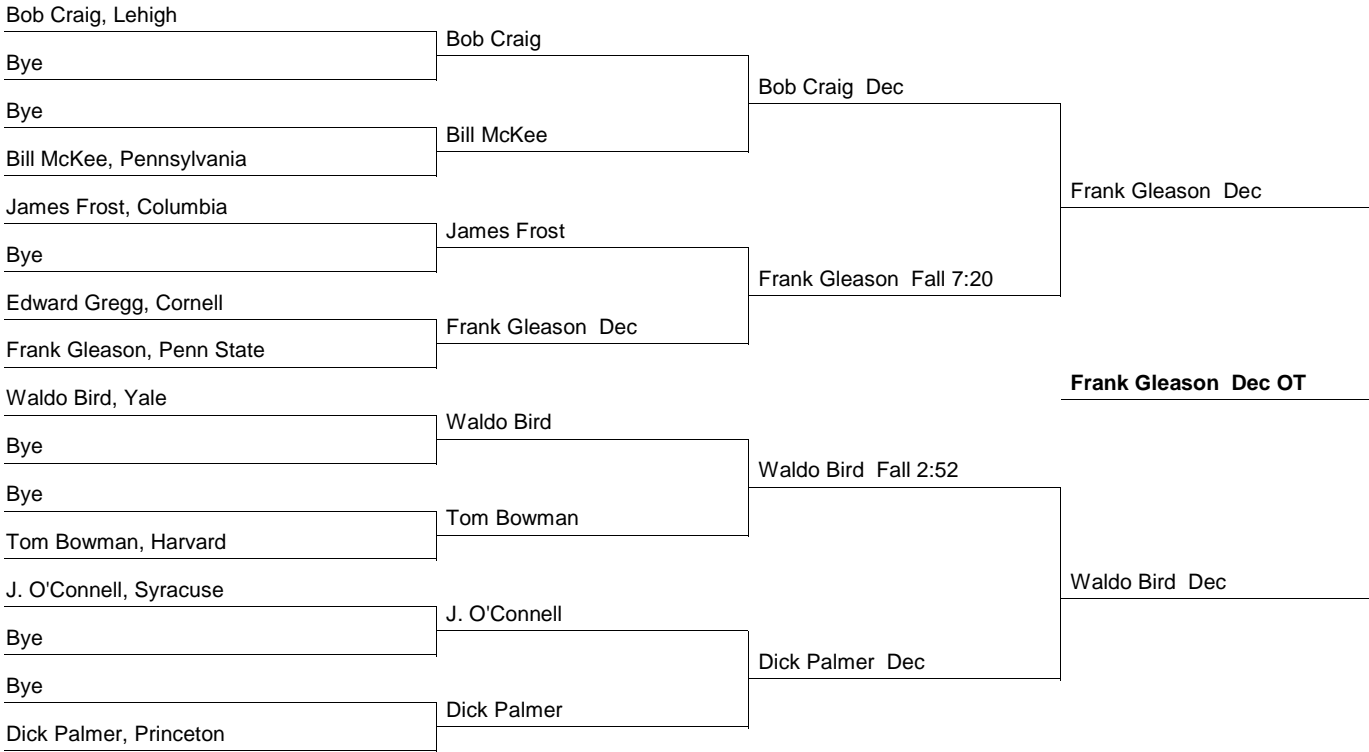 Bob Craig, Lehigh
Bye
Bye
Bill McKee, Pennsylvania
James Frost, Columbia
Bye
Edward Gregg, Cornell
Frank Gleason, Penn State
Waldo Bird, Yale
Bye
Bye
Tom Bowman, Harvard
J. O'Connell, Syracuse
Bye
Bye
Dick Palmer, Princeton
Bob Craig
Bill McKee
James Frost
Frank Gleason Dec
Waldo Bird
Tom Bowman
J. O'Connell
Dick Palmer
Bob Craig Dec
Frank Gleason Fall 7:20
Waldo Bird Fall 2:52
Dick Palmer Dec
Frank Gleason Dec
Frank Gleason Dec OT
Waldo Bird Dec